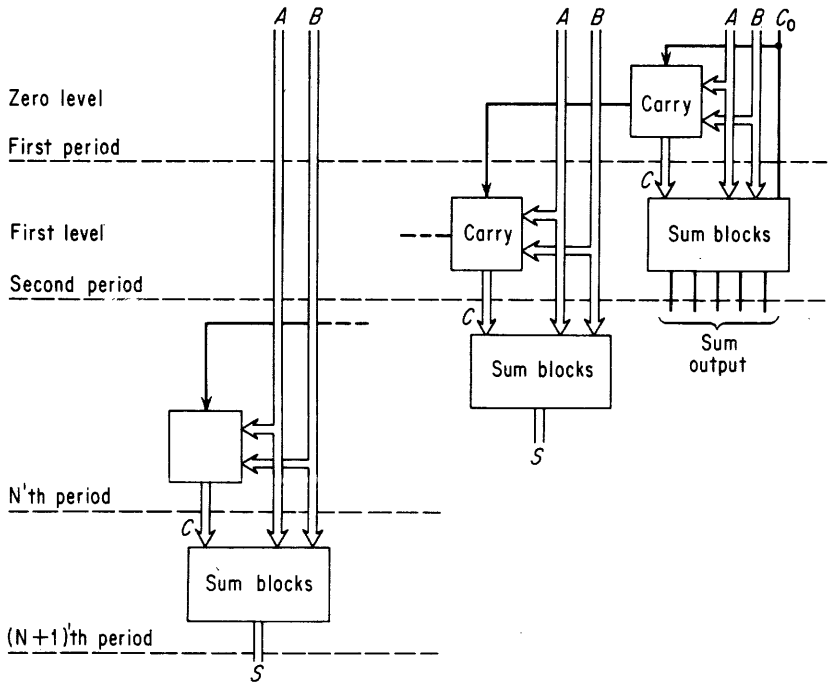 A B A B A B C0
Zero level
Carry
First period
C
First level
Carry
Sum blocks
Second period
C
Sum
output
Sum blocks
S
N'th period
C
Sum blocks
(N+1)'th period
S